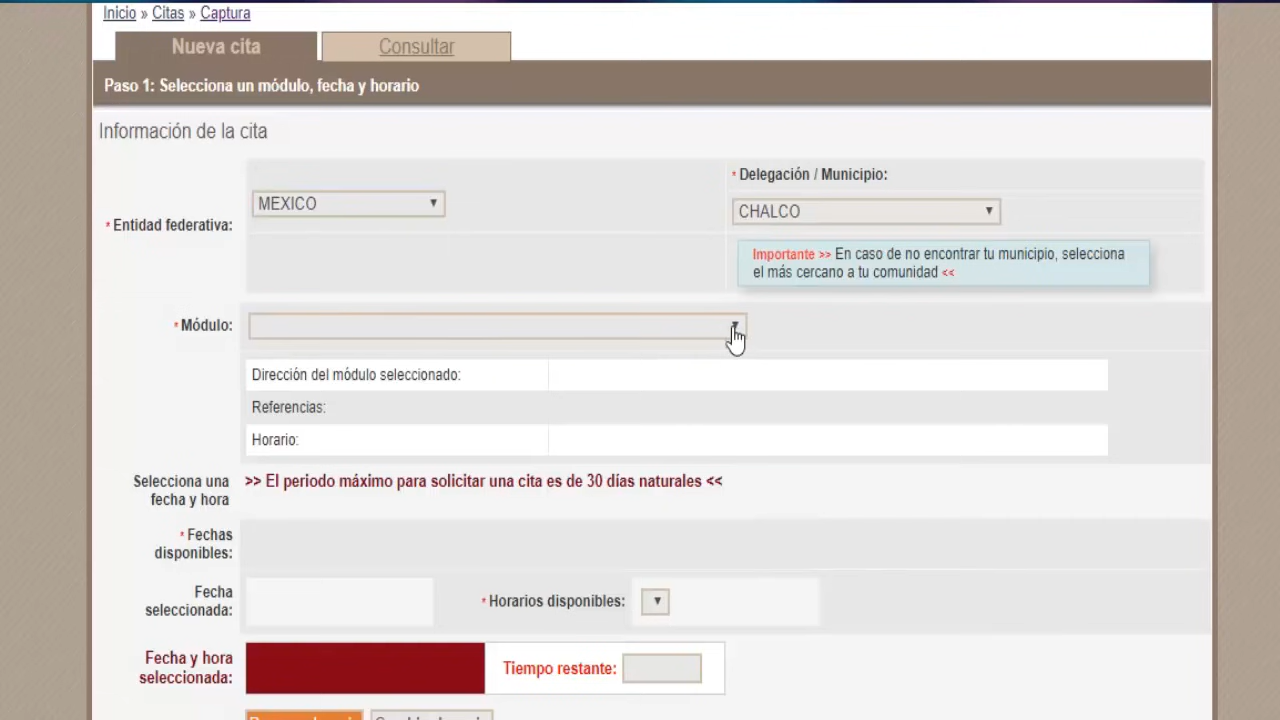 Inicio » Citas » Captura
Nueva cita
Consultar
Paso 1: Selecciona un módulo, fecha y horario
Información de la cita
* Entidad federativa:
MEXICO
* Delegación / Municipio:
CHALCO
Importante >> En caso de no encontrar tu municipio, selecciona
el más cercano a tu comunidad <<
* Módulo:
Dirección del módulo seleccionado:
Referencias:
Horario:
Selecciona una
fecha y hora
>> El periodo máximo para solicitar una cita es de 30 días naturales <<
* Fechas
disponibles:
Fecha
seleccionada:
* Horarios disponibles:
Fecha y hora
seleccionada:
Tiempo restante: